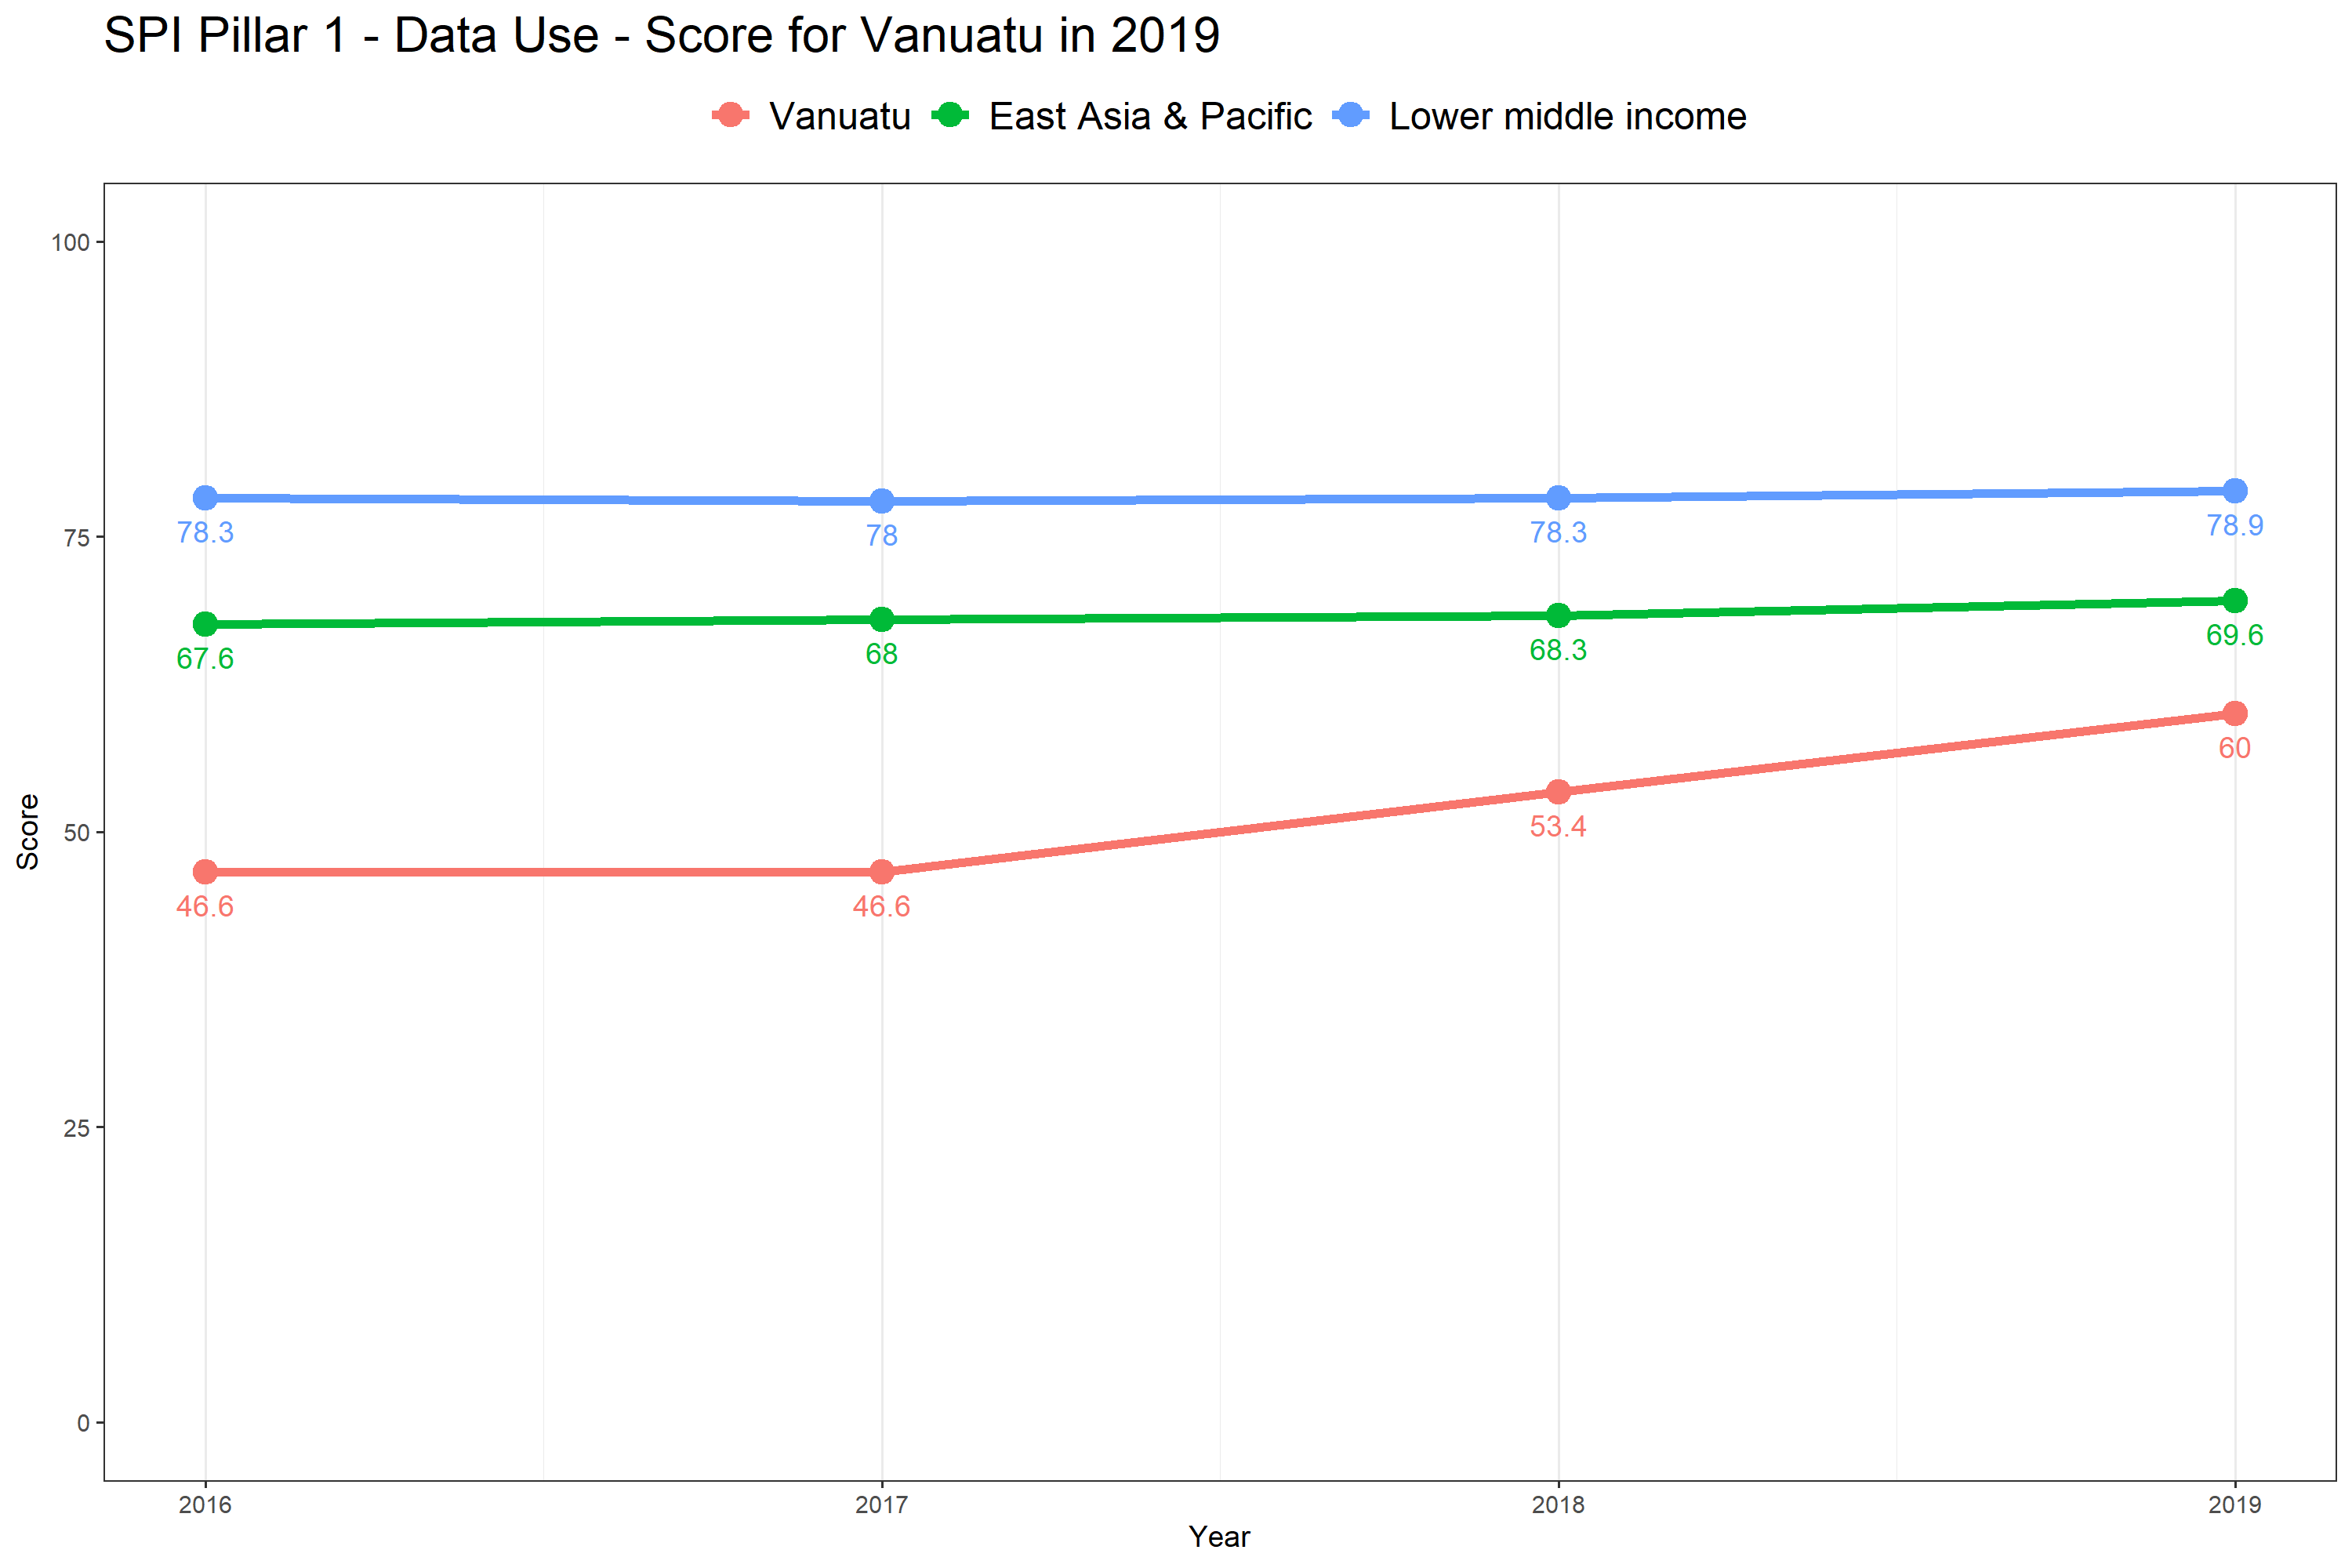 SPI Pillar 1 - Data Use - Score for Vanuatu in 2019
Vanuatu East Asia & Pacific Lower middle income
100
75
50
25
0
Score
78.3 78 78.3 78.9
67.6 68 68.3 69.6
46.6 46.6 53.4 60
2016 2017 2018 2019
Year